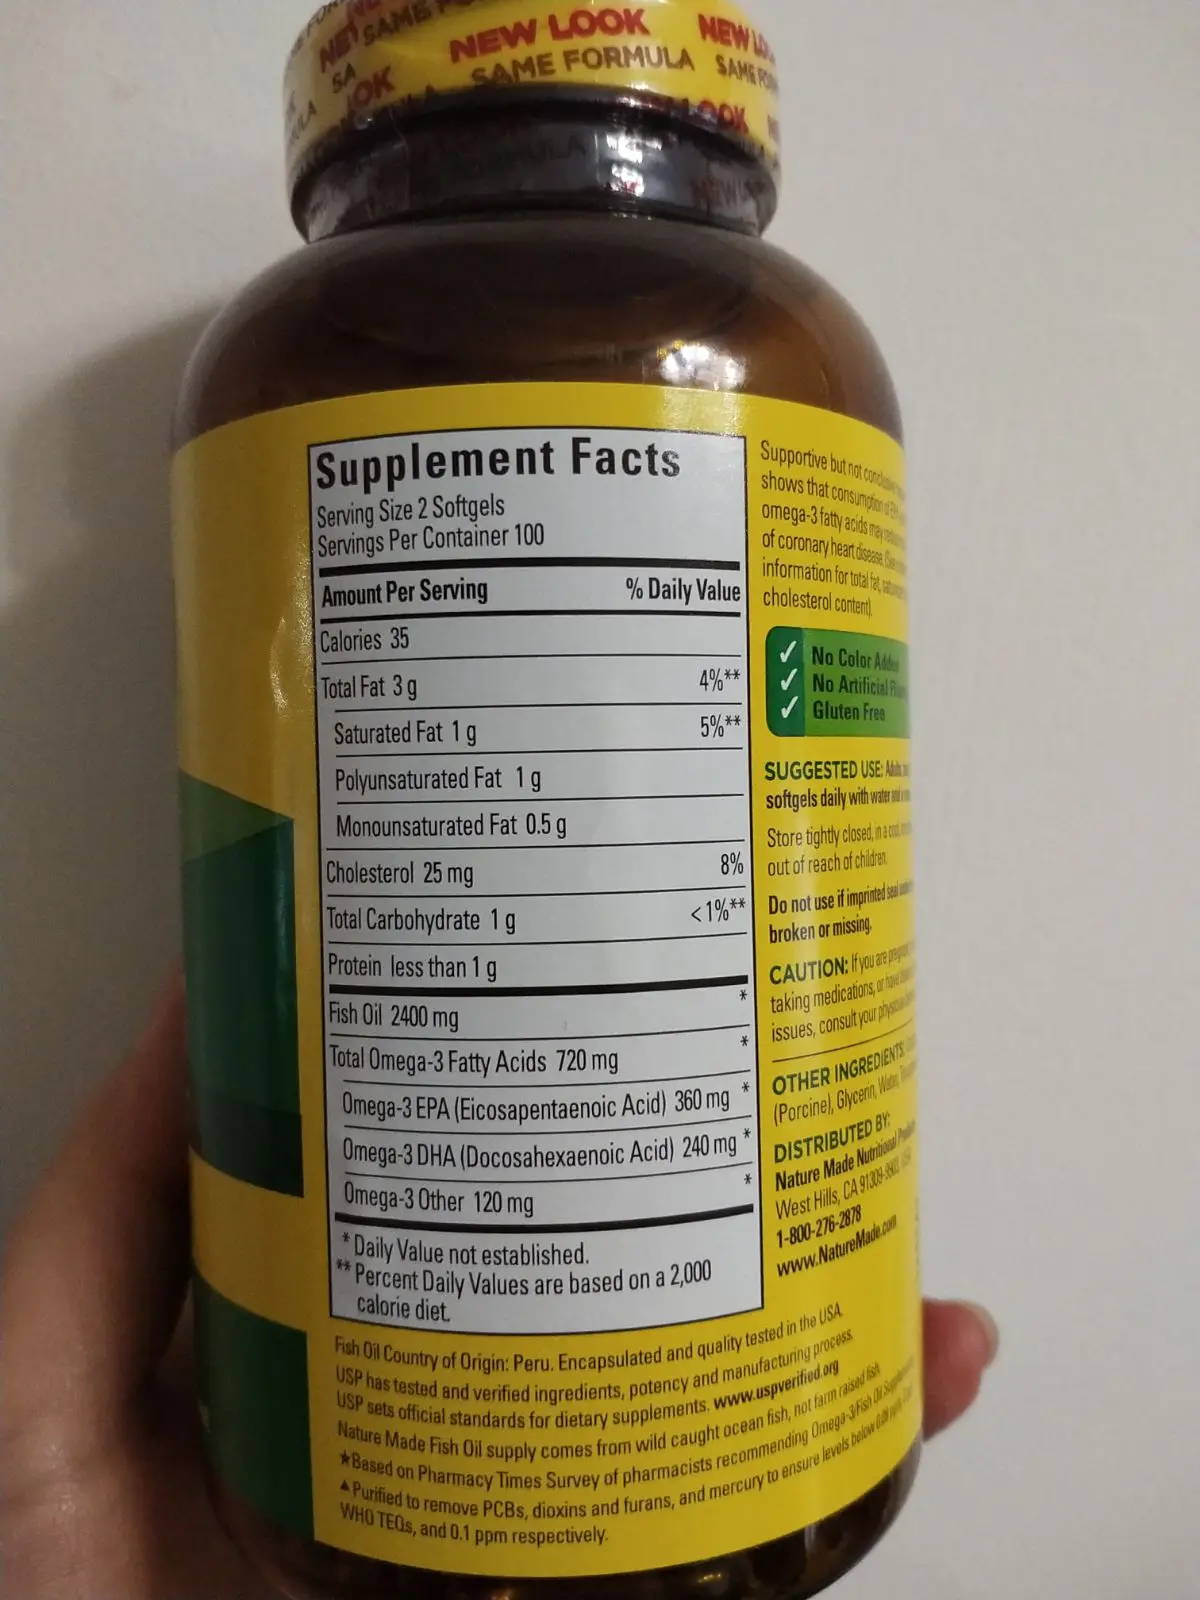 NEW LOOK
SAME FORMULA
Supplement Facts
Serving Size 2 Softgels
Servings Per Container 100
Amount Per Serving % Daily Value
Calories 35
Total Fat 3 g 4%**
Saturated Fat 1 g 5%**
Polyunsaturated Fat 1 g
Monounsaturated Fat 0.5 g
Cholesterol 25 mg 8%
Total Carbohydrate 1 g <1%**
Protein less than 1 g
Fish Oil 2400 mg *
Total Omega-3 Fatty Acids 720 mg *
Omega-3 EPA (Eicosapentaenoic Acid) 360 mg *
Omega-3 DHA (Docosahexaenoic Acid) 240 mg *
Omega-3 Other 120 mg *
* Daily Value not established.
** Percent Daily Values are based on a 2,000
calorie diet.
Fish Oil Country of Origin: Peru. Encapsulated and quality tested in the USA.
USP has tested and verified ingredients, potency and manufacturing process.
USP sets official standards for dietary supplements. www.uspverified.org
Nature Made Fish Oil supply comes from wild caught ocean fish, not farm raised fish.
★Based on Pharmacy Times Survey of pharmacists recommending Omega-3/Fish Oil
▲Purified to remove PCBs, dioxins and furans, and mercury to ensure levels below
WHO TEQs, and 0.1 ppm respectively.
Supportive but not
shows that consumption of
omega-3 fatty acids may
of coronary heart disease.
information for total fat,
cholesterol content).
✓ No Color Added
✓ No Artificial
✓ Gluten Free
SUGGESTED USE:
softgels daily with water and
Store tightly closed, in a cool,
out of reach of children.
Do not use if imprinted seal
broken or missing.
CAUTION: If you are
taking medications, or have
issues, consult your
OTHER INGREDIENTS:
(Porcine), Glycerin, Water,
DISTRIBUTED BY:
Nature Made Nutritional
West Hills, CA 91309
1-800-276-2878
www.NatureMade.com